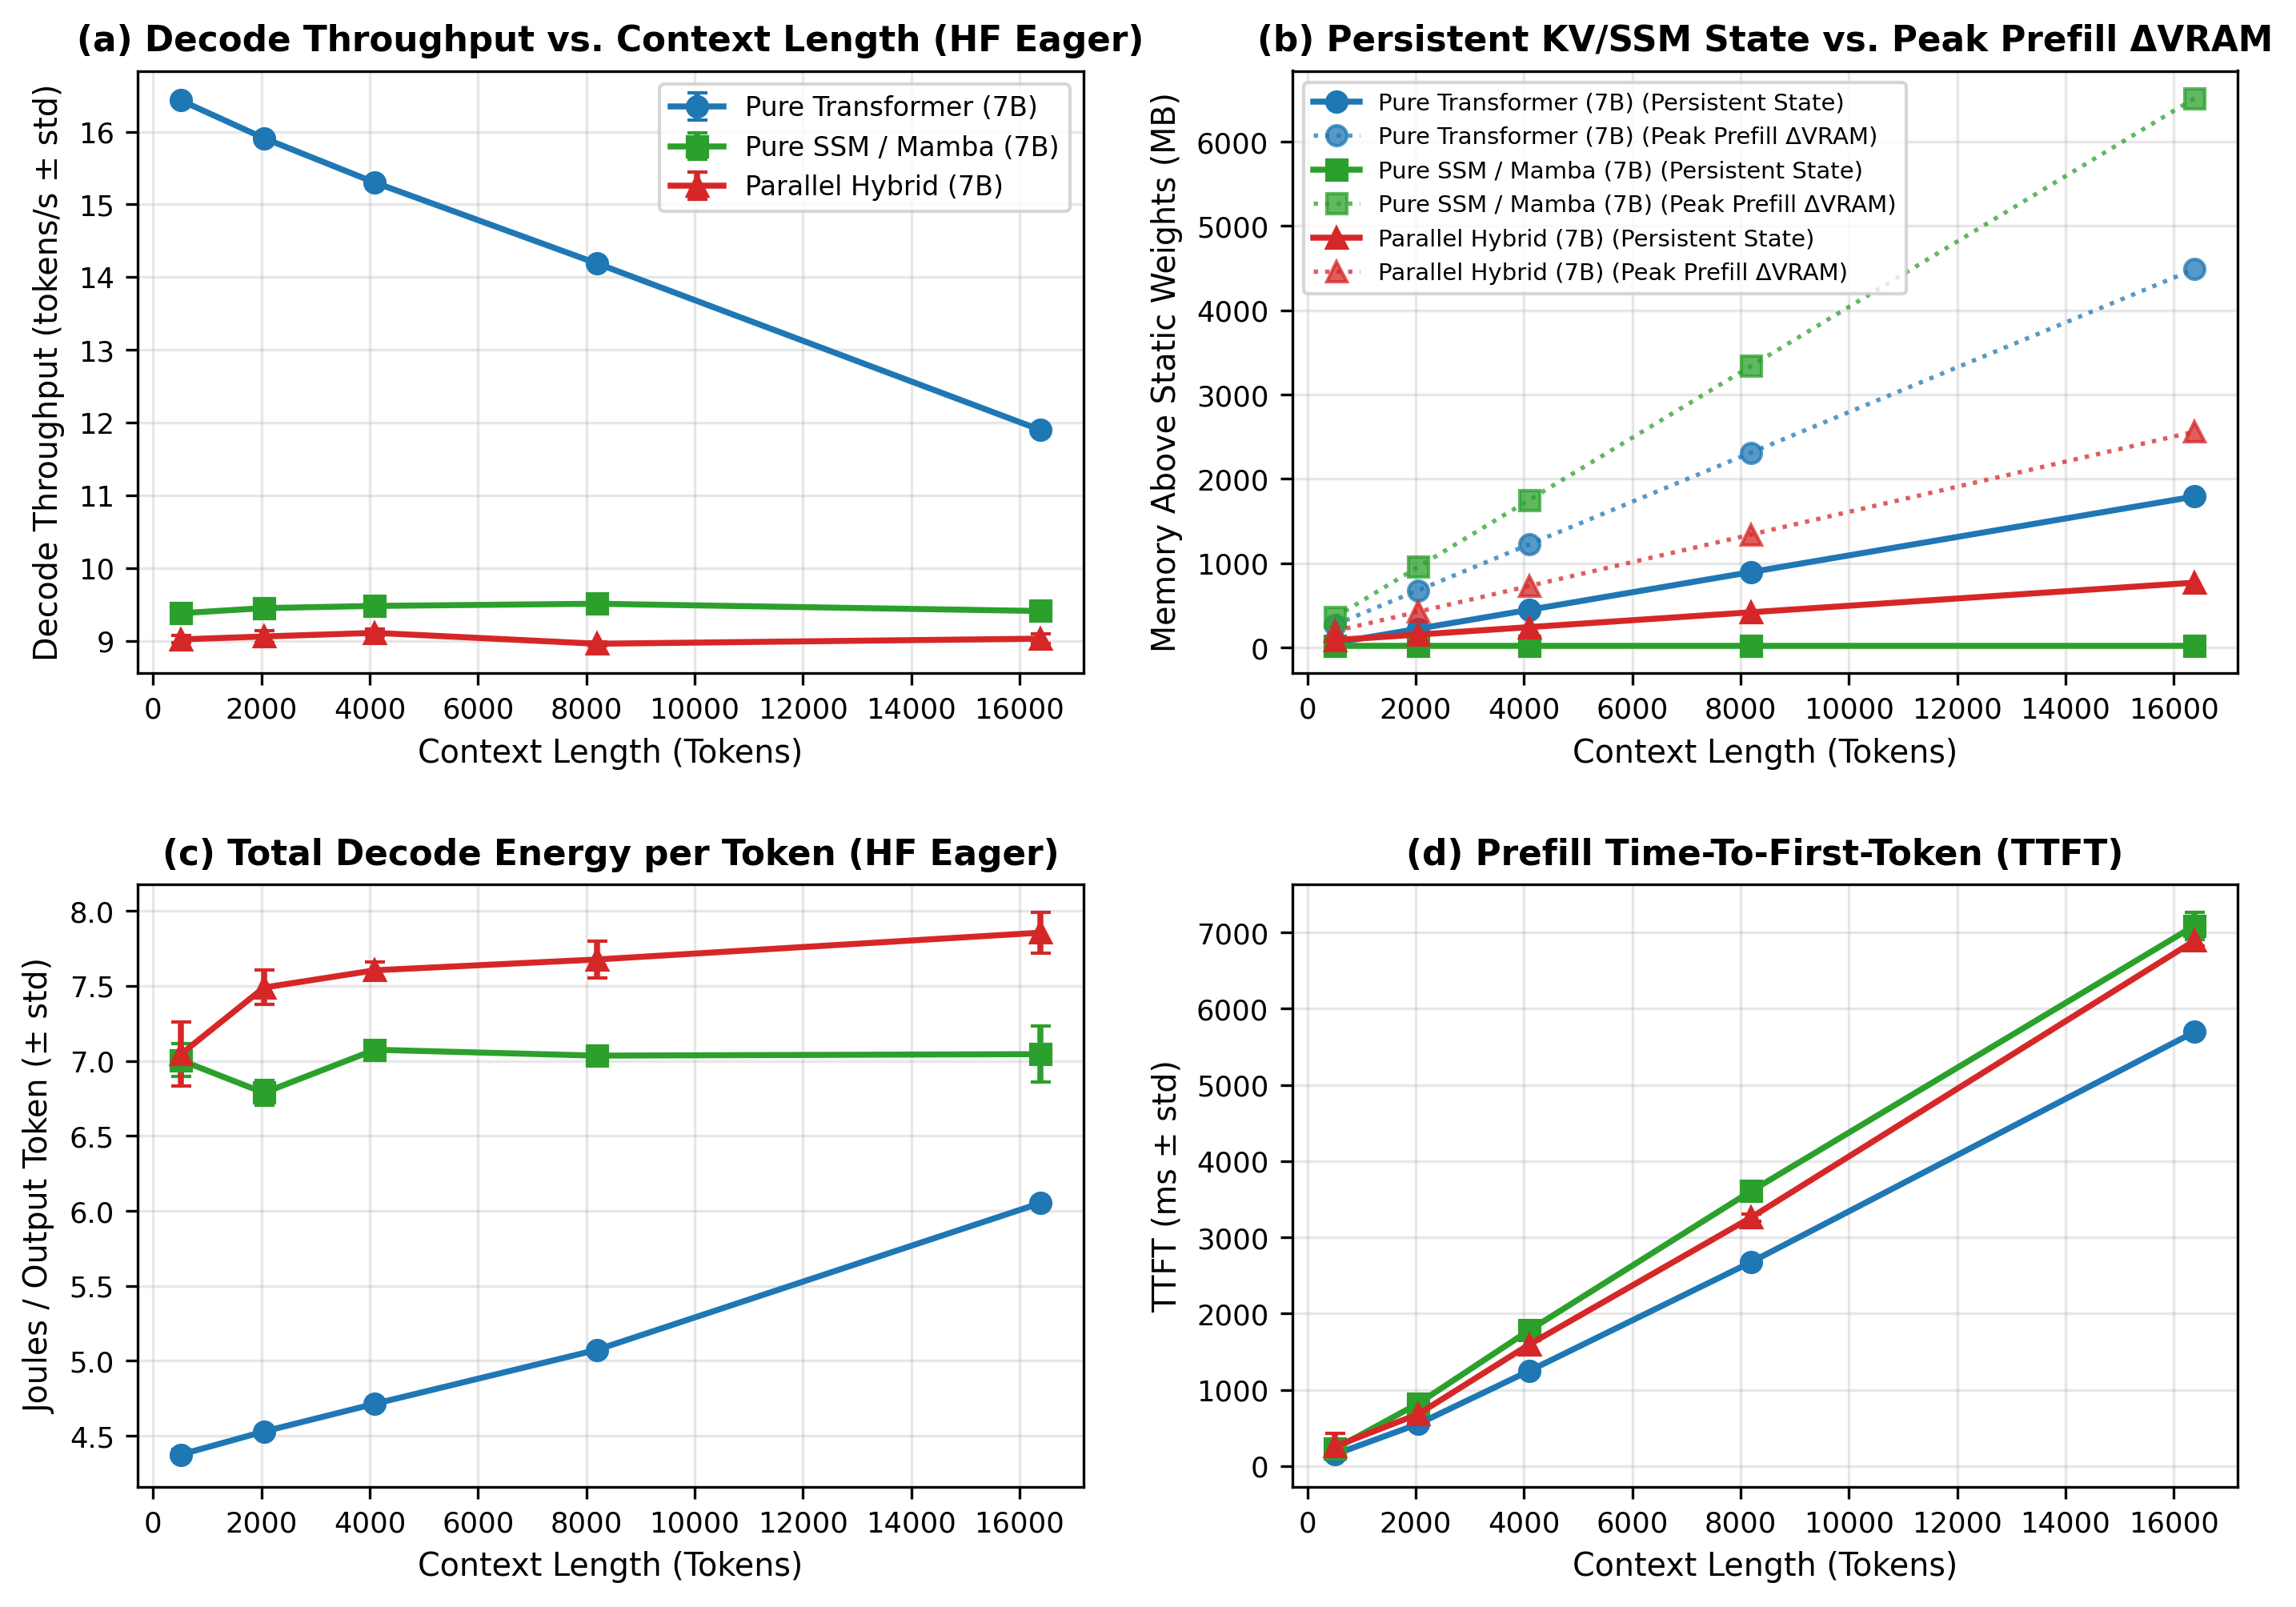 (a) Decode Throughput vs. Context Length (HF Eager)
Decode Throughput (tokens/s ± std)
16
15
14
13
12
11
10
9
Pure Transformer (7B)
Pure SSM / Mamba (7B)
Parallel Hybrid (7B)
0 2000 4000 6000 8000 10000 12000 14000 16000
Context Length (Tokens)
(b) Persistent KV/SSM State vs. Peak Prefill ΔVRAM
Memory Above Static Weights (MB)
6000
5000
4000
3000
2000
1000
0
Pure Transformer (7B) (Persistent State)
Pure Transformer (7B) (Peak Prefill ΔVRAM)
Pure SSM / Mamba (7B) (Persistent State)
Pure SSM / Mamba (7B) (Peak Prefill ΔVRAM)
Parallel Hybrid (7B) (Persistent State)
Parallel Hybrid (7B) (Peak Prefill ΔVRAM)
0 2000 4000 6000 8000 10000 12000 14000 16000
Context Length (Tokens)
(c) Total Decode Energy per Token (HF Eager)
Joules / Output Token (± std)
8.0
7.5
7.0
6.5
6.0
5.5
5.0
4.5
0 2000 4000 6000 8000 10000 12000 14000 16000
Context Length (Tokens)
(d) Prefill Time-To-First-Token (TTFT)
TTFT (ms ± std)
7000
6000
5000
4000
3000
2000
1000
0
0 2000 4000 6000 8000 10000 12000 14000 16000
Context Length (Tokens)